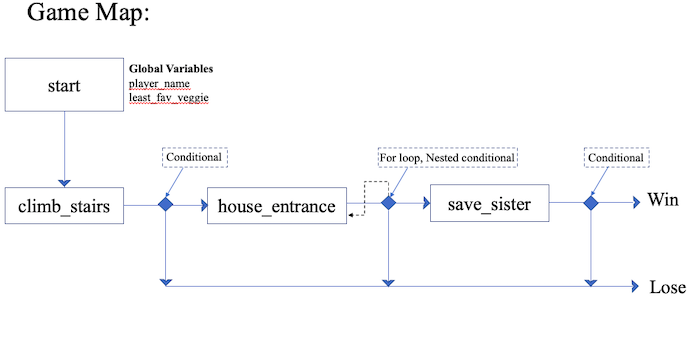 Game Map:
start
Global Variables
player_name
least_fav_veggie
Conditional
For loop, Nested conditional
Conditional
climb_stairs
house_entrance
save_sister
Win
Lose